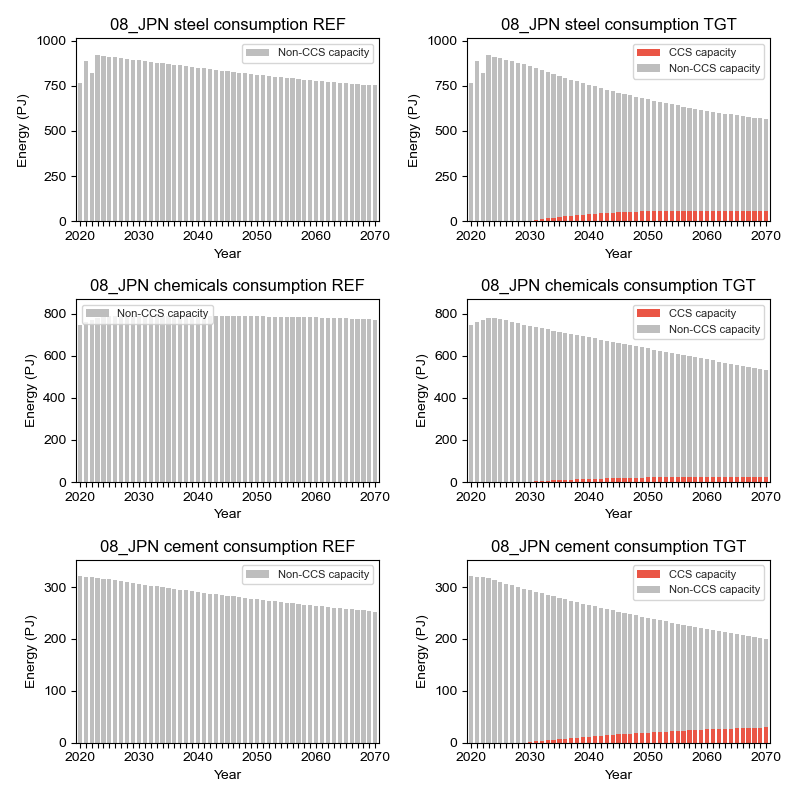 08_JPN steel consumption REF
Energy (PJ)
1000
750
500
250
0
Non-CCS capacity
2020 2030 2040 2050 2060 2070
Year
08_JPN steel consumption TGT
Energy (PJ)
1000
750
500
250
0
CCS capacity
Non-CCS capacity
2020 2030 2040 2050 2060 2070
Year
08_JPN chemicals consumption REF
Energy (PJ)
800
600
400
200
0
Non-CCS capacity
2020 2030 2040 2050 2060 2070
Year
08_JPN chemicals consumption TGT
Energy (PJ)
800
600
400
200
0
CCS capacity
Non-CCS capacity
2020 2030 2040 2050 2060 2070
Year
08_JPN cement consumption REF
Energy (PJ)
300
200
100
0
Non-CCS capacity
2020 2030 2040 2050 2060 2070
Year
08_JPN cement consumption TGT
Energy (PJ)
300
200
100
0
CCS capacity
Non-CCS capacity
2020 2030 2040 2050 2060 2070
Year